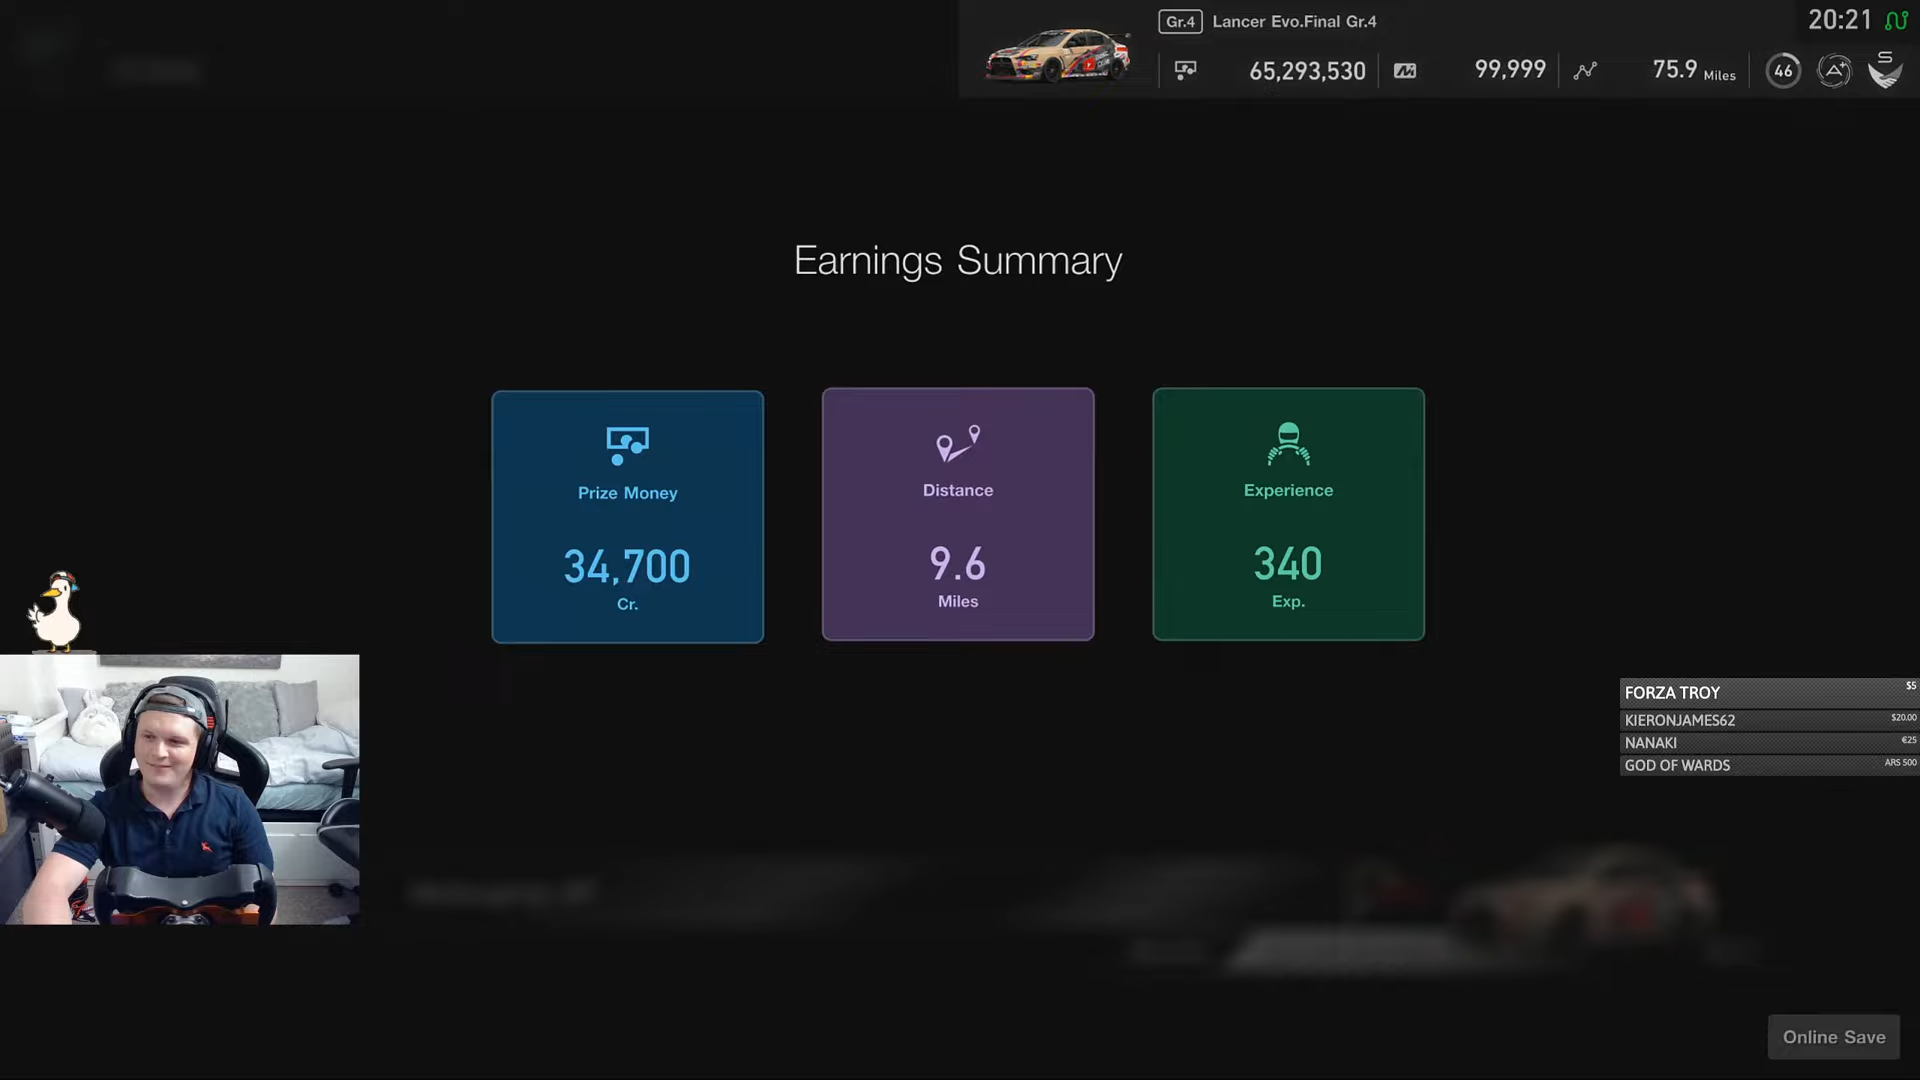 Gr.4 Lancer Evo.Final Gr.4
20:21
65,293,530
99,999
75.9 Miles
46
A+
S
Earnings Summary
Prize Money
34,700
Cr.
Distance
9.6
Miles
Experience
340
Exp.
FORZA TROY $5
KIERONJAMES62 $20.00
NANAKI €25
GOD OF WARDS ARS 500
Online Save